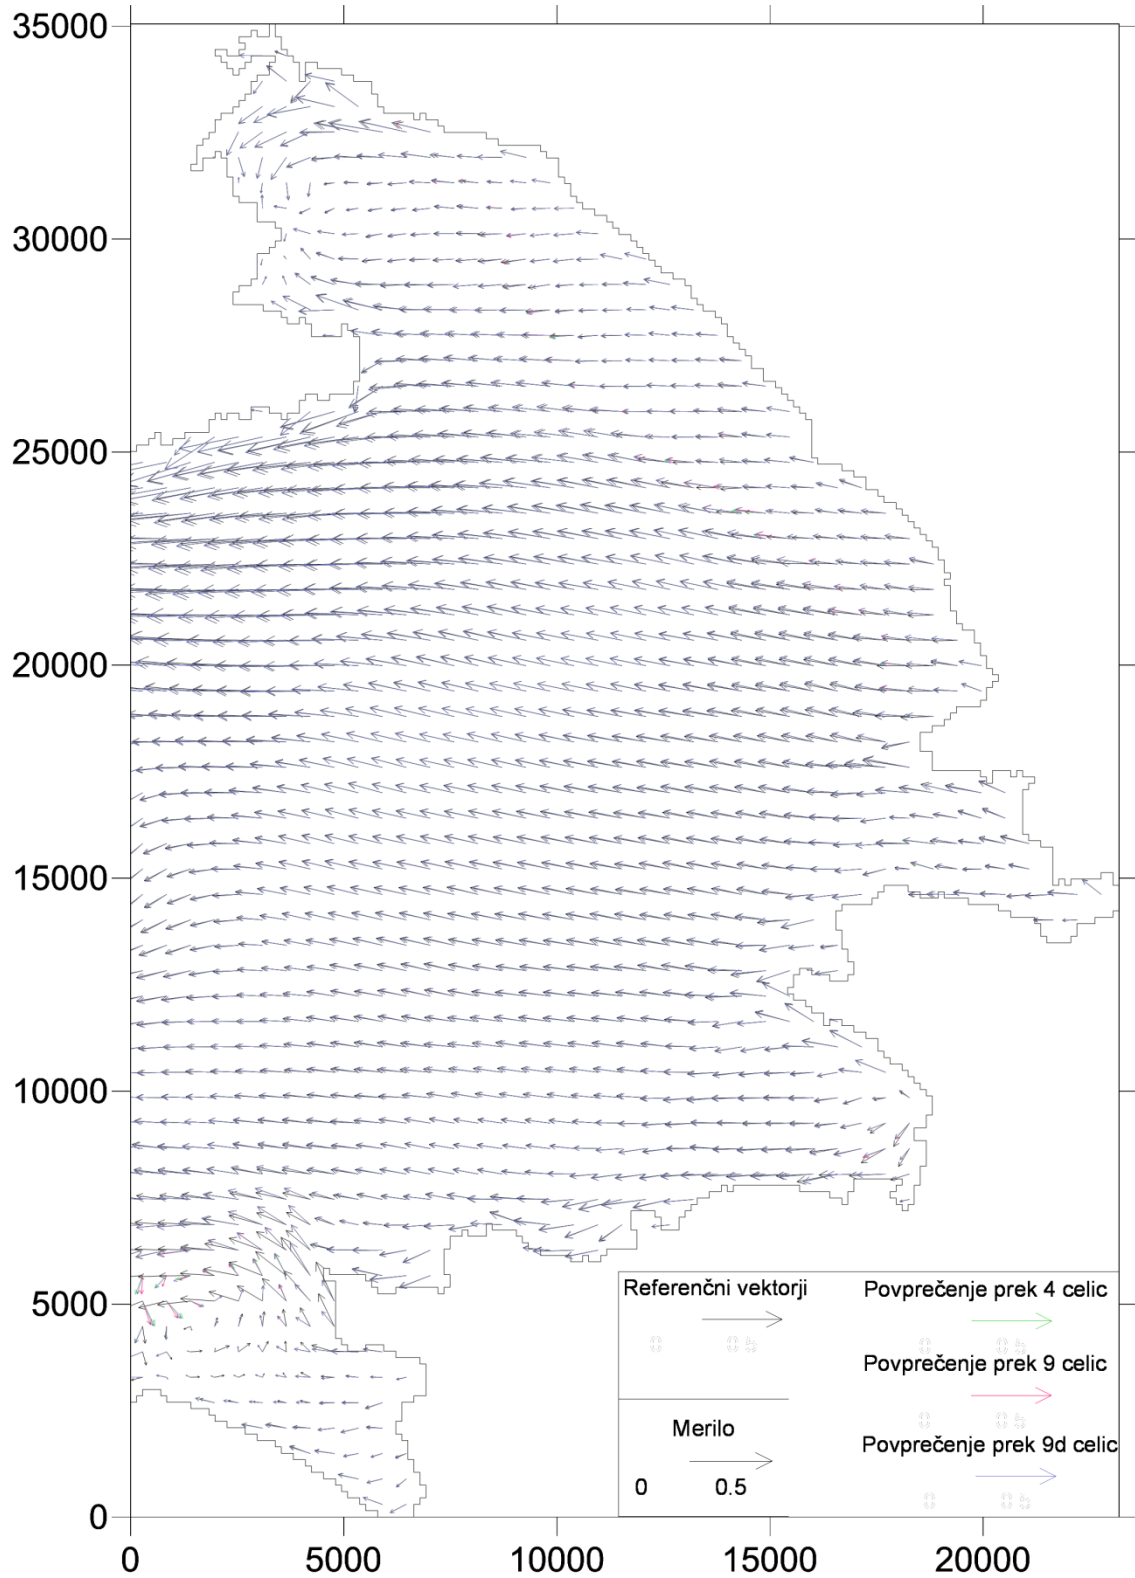 35000
30000
25000
20000
15000
10000
5000
0
0 5000 10000 15000 20000
Referenčni vektorji
Merilo
0 0.5
Povprečenje prek 4 celic
Povprečenje prek 9 celic
Povprečenje prek 9d celic